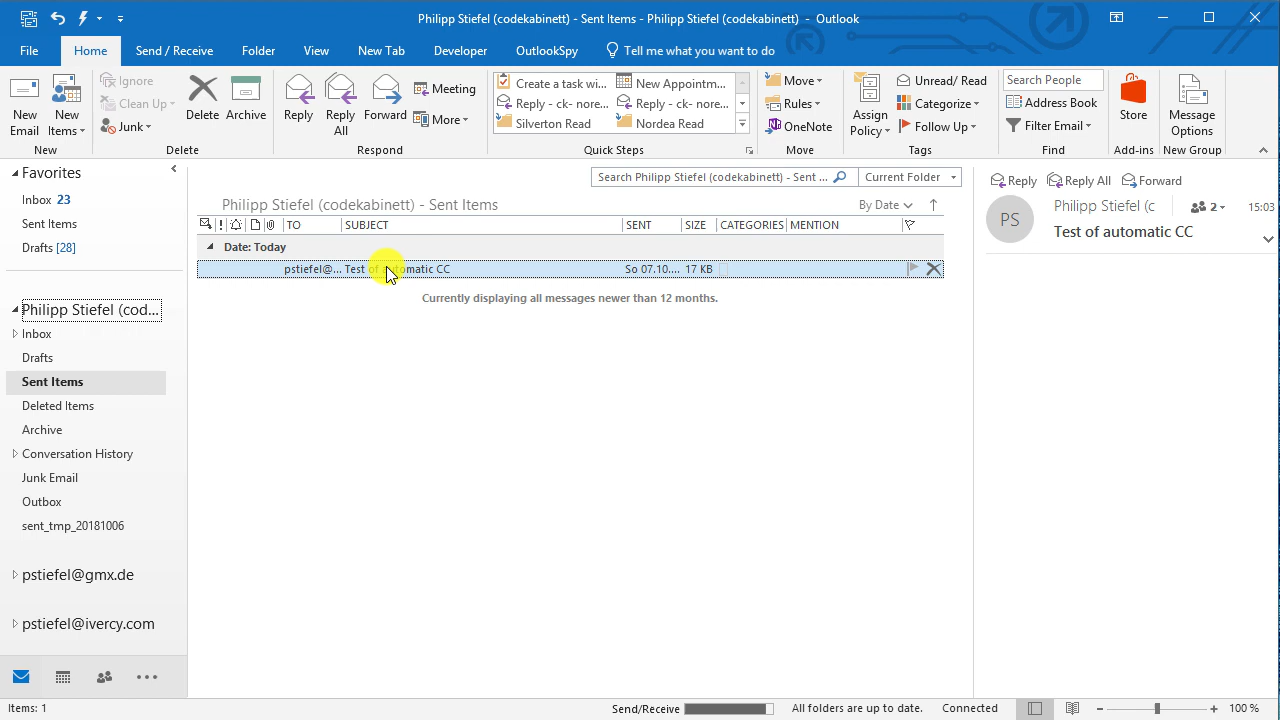 Philipp Stiefel (codekabinett) - Sent Items - Philipp Stiefel (codekabinett) - Outlook
File Home Send / Receive Folder View New Tab Developer OutlookSpy Tell me what you want to do
New Email
New Items
Ignore
Clean Up
Junk
Delete
Archive
Reply
Reply All
Forward
Meeting
More
Create a task wi...
Reply - ck- nore...
Silverton Read
New Appointm...
Reply - ck- nore...
Nordea Read
Move
Rules
OneNote
Assign Policy
Unread/ Read
Categorize
Follow Up
Search People
Address Book
Filter Email
Store
Message Options
New Delete Respond Quick Steps Move Tags Find Add-ins New Group
Favorites
Inbox 23
Sent Items
Drafts [28]
Philipp Stiefel (cod...
Inbox
Drafts
Sent Items
Deleted Items
Archive
Conversation History
Junk Email
Outbox
sent_tmp_20181006
pstiefel@gmx.de
pstiefel@ivercy.com
Search Philipp Stiefel (codekabinett) - Sent ... Current Folder
Philipp Stiefel (codekabinett) - Sent Items By Date
TO SUBJECT SENT SIZE CATEGORIES MENTION
Date: Today
pstiefel@... Test of automatic CC So 07.10.... 17 KB
Currently displaying all messages newer than 12 months.
Reply Reply All Forward
PS
Philipp Stiefel (c 2 15:03
Test of automatic CC
Items: 1 Send/Receive All folders are up to date. Connected 100 %